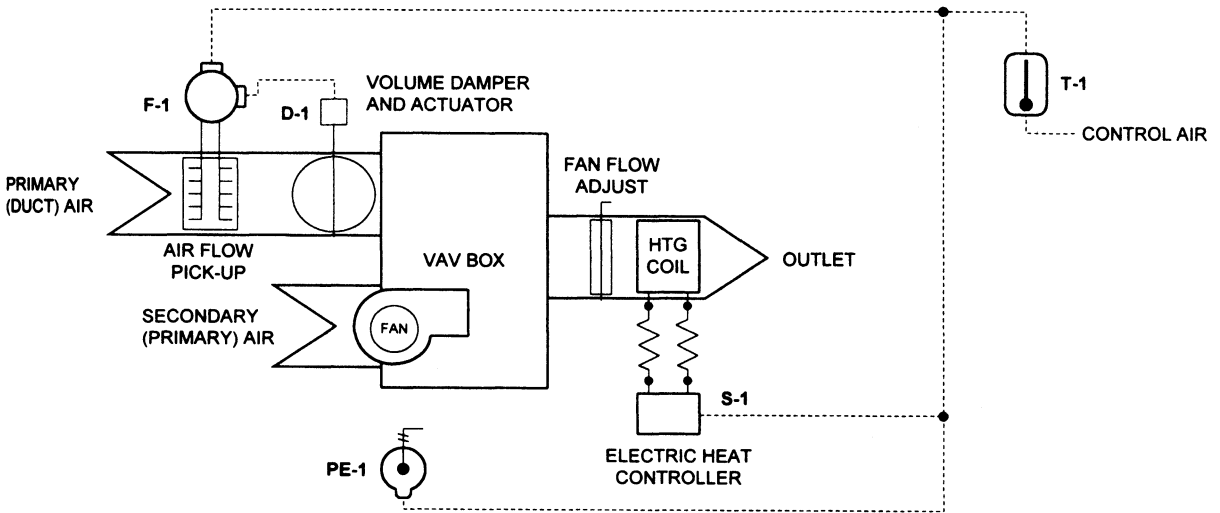 VOLUME DAMPER
AND ACTUATOR
F-1
D-1
T-1
CONTROL AIR
FAN FLOW
ADJUST
PRIMARY
(DUCT) AIR
AIR FLOW
PICK-UP
VAV BOX
HTG
COIL
OUTLET
SECONDARY
(PRIMARY) AIR
FAN
S-1
ELECTRIC HEAT
CONTROLLER
PE-1